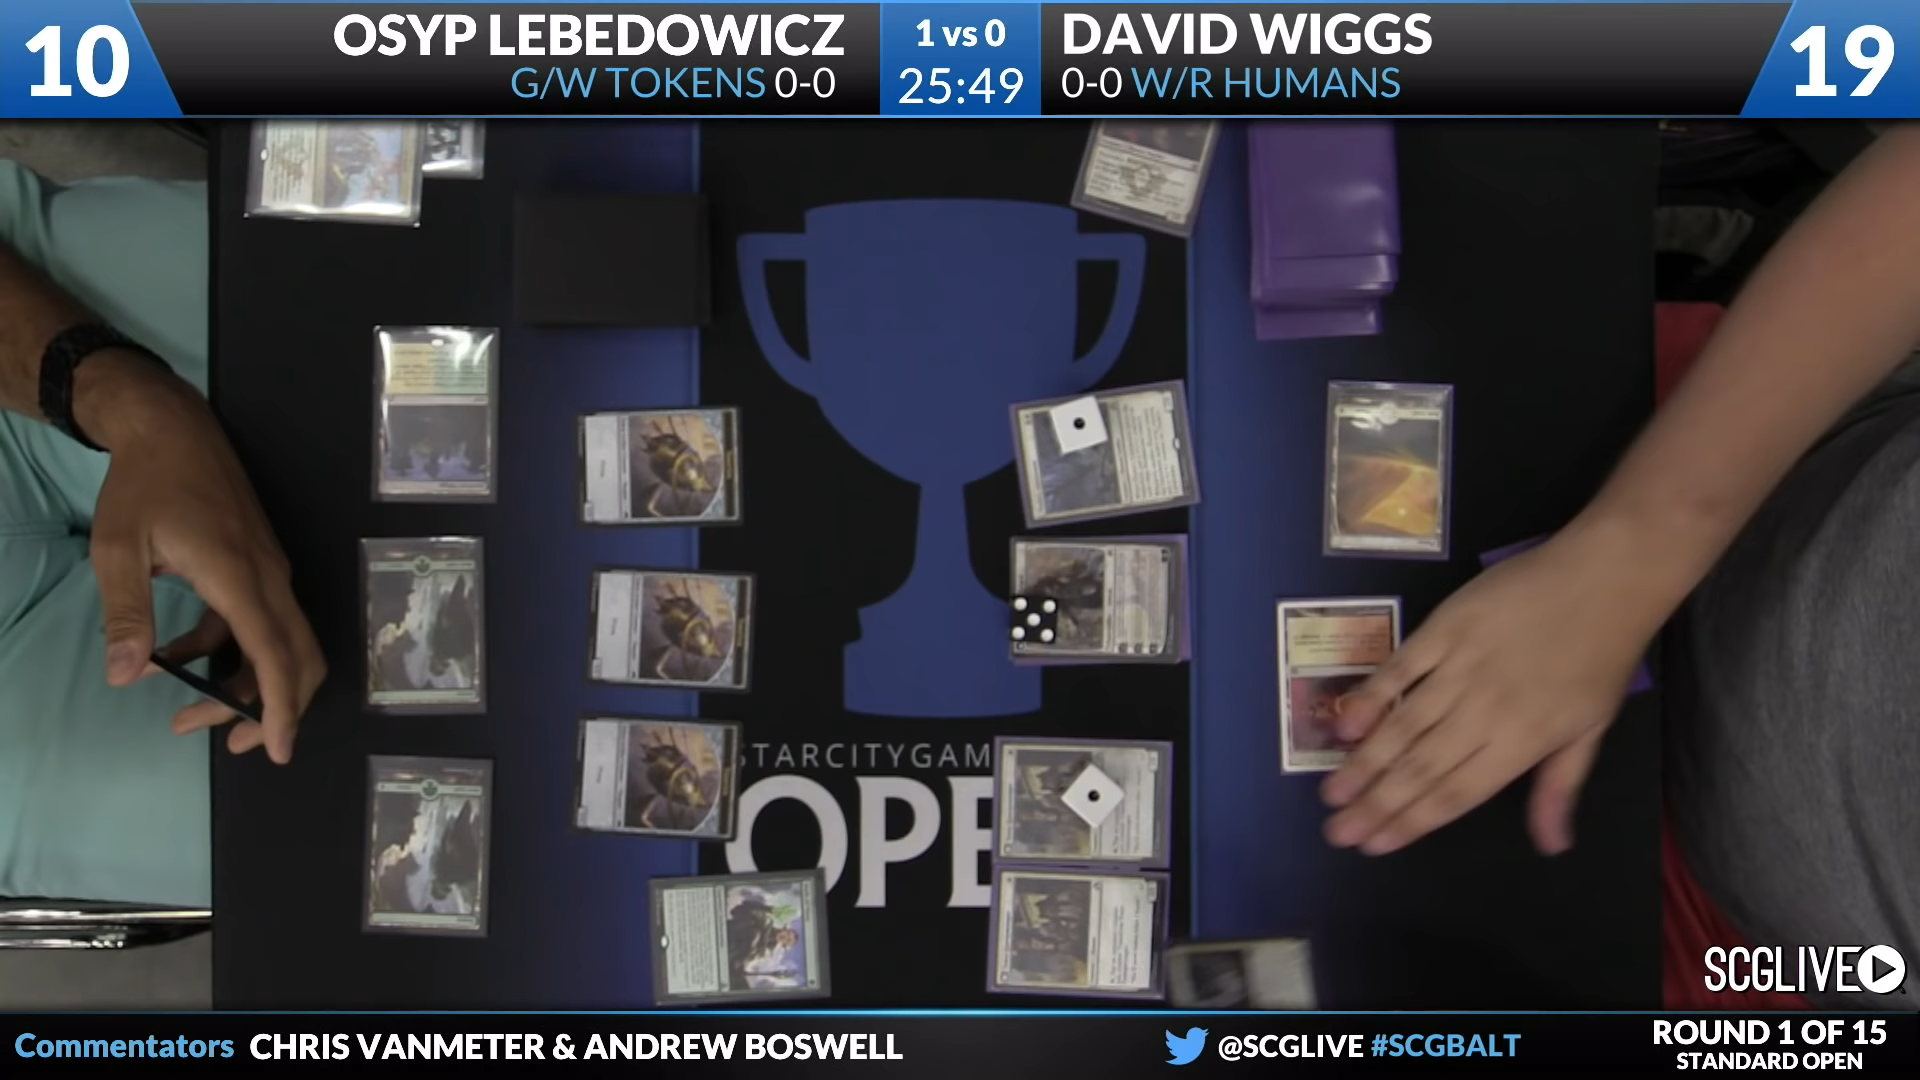 10
OSYP LEBEDOWICZ
G/W TOKENS 0-0
1 vs 0
25:49
DAVID WIGGS
0-0 W/R HUMANS
19
STARCITYGAM
OPE
SCGLIVE
Commentators CHRIS VANMETER & ANDREW BOSWELL
@SCGLIVE #SCGBALT
ROUND 1 OF 15
STANDARD OPEN